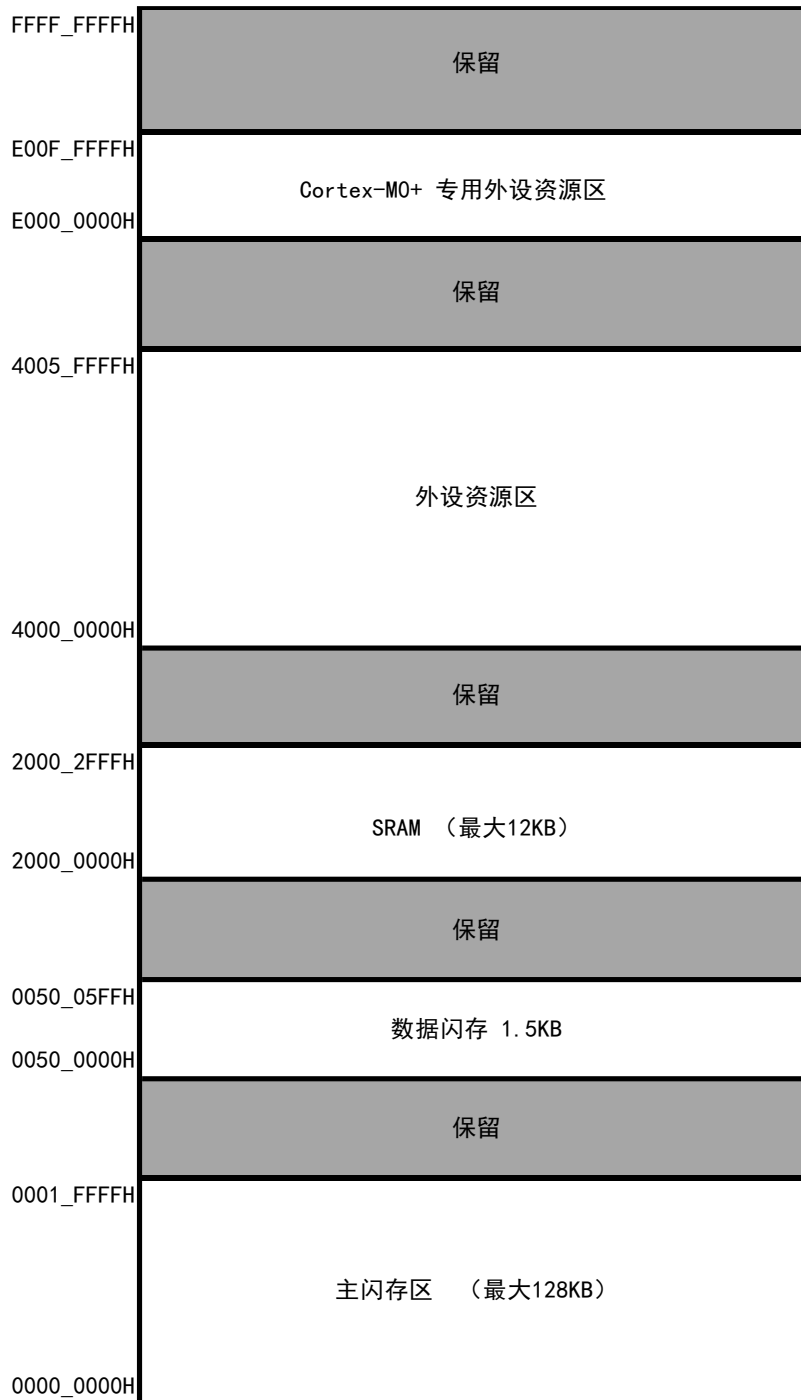 FFFF_FFFFH
保留
E00F_FFFFH
Cortex-M0+ 专用外设资源区
E000_0000H
保留
4005_FFFFH
外设资源区
4000_0000H
保留
2000_2FFFH
SRAM （最大12KB）
2000_0000H
保留
0050_05FFH
数据闪存 1.5KB
0050_0000H
保留
0001_FFFFH
主闪存区 （最大128KB）
0000_0000H